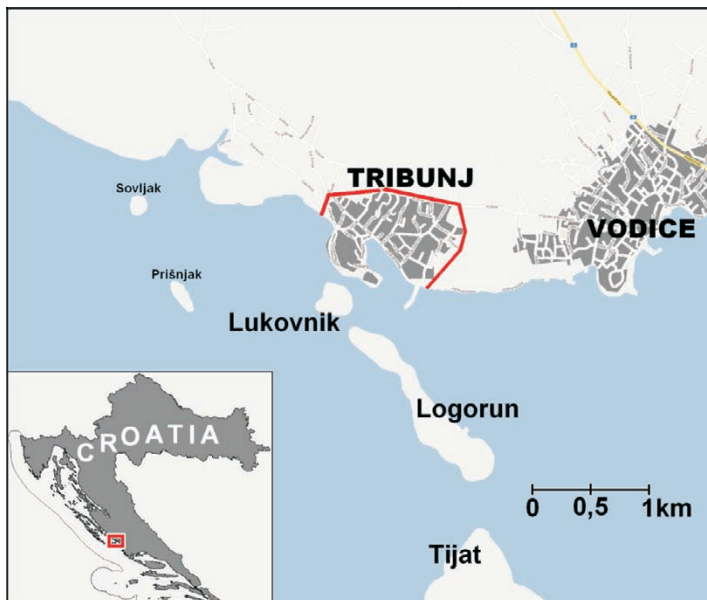 TRIBUNJ
Sovljak
VODICE
Prišnjak
Lukovnik
Logorun
CROATIA
0 0,5 1km
Tijat